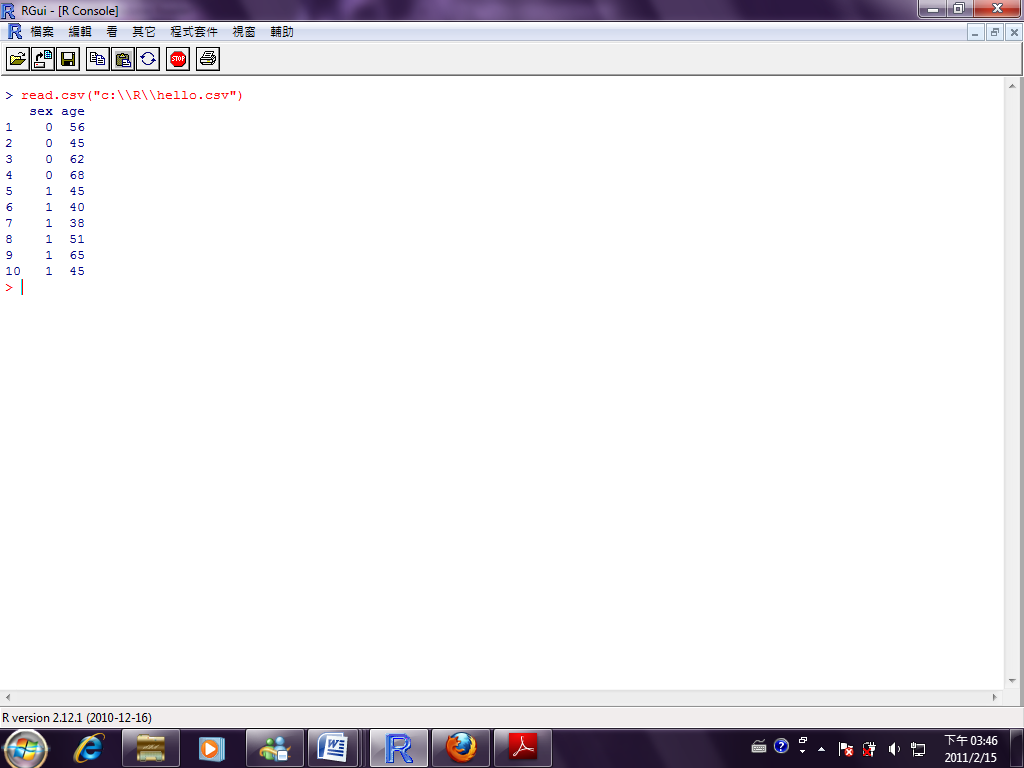 RGui - [R Console]
檔案 編輯 看 其它 程式套件 視窗 輔助
STOP
> read.csv("c:\\R\\hello.csv")
   sex age
1    0  56
2    0  45
3    0  62
4    0  68
5    1  45
6    1  40
7    1  38
8    1  51
9    1  65
10   1  45
>
R version 2.12.1 (2010-12-16)
下午 03:46
2011/2/15